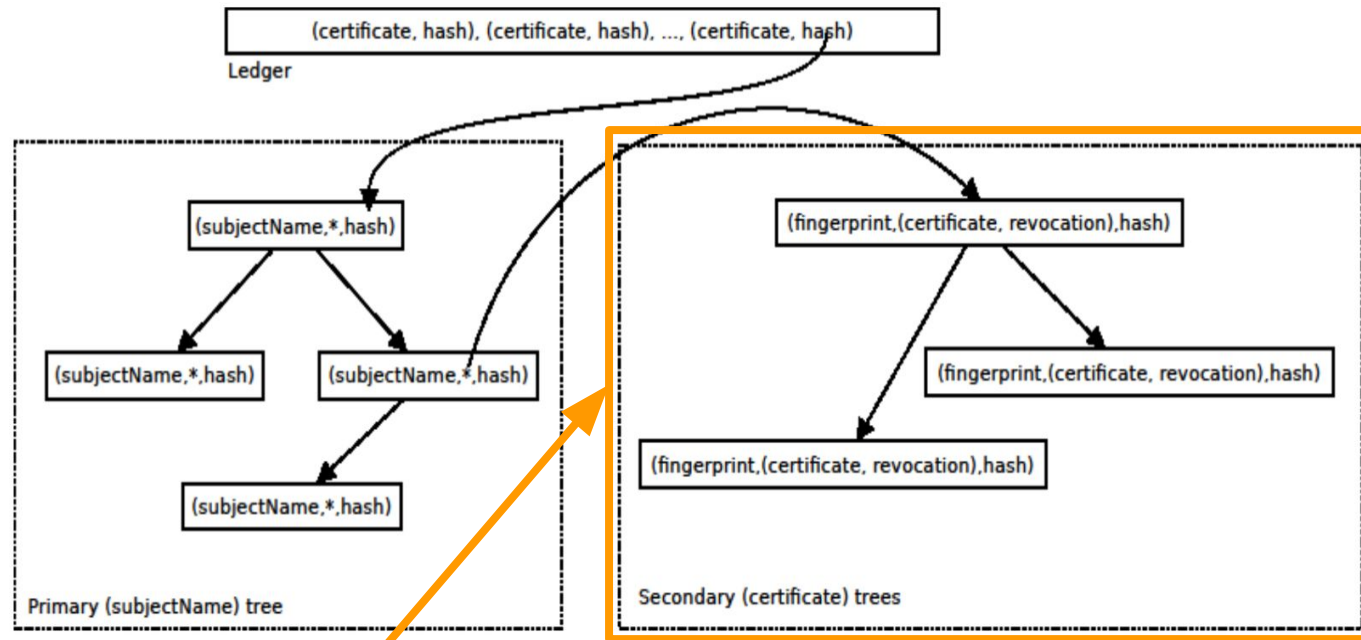 (certificate, hash), (certificate, hash), ..., (certificate, hash)
Ledger
(subjectName,*,hash)
(subjectName,*,hash)
(subjectName,*,hash)
(subjectName,*,hash)
Primary (subjectName) tree
(fingerprint,(certificate, revocation),hash)
(fingerprint,(certificate, revocation),hash)
(fingerprint,(certificate, revocation),hash)
Secondary (certificate) trees